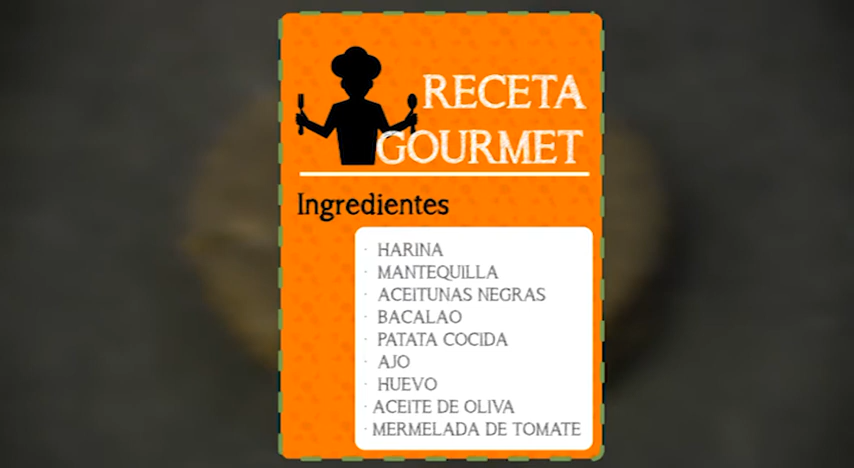 RECETA
GOURMET
Ingredientes
· HARINA
· MANTEQUILLA
· ACEITUNAS NEGRAS
· BACALAO
· PATATA COCIDA
· AJO
· HUEVO
· ACEITE DE OLIVA
· MERMELADA DE TOMATE